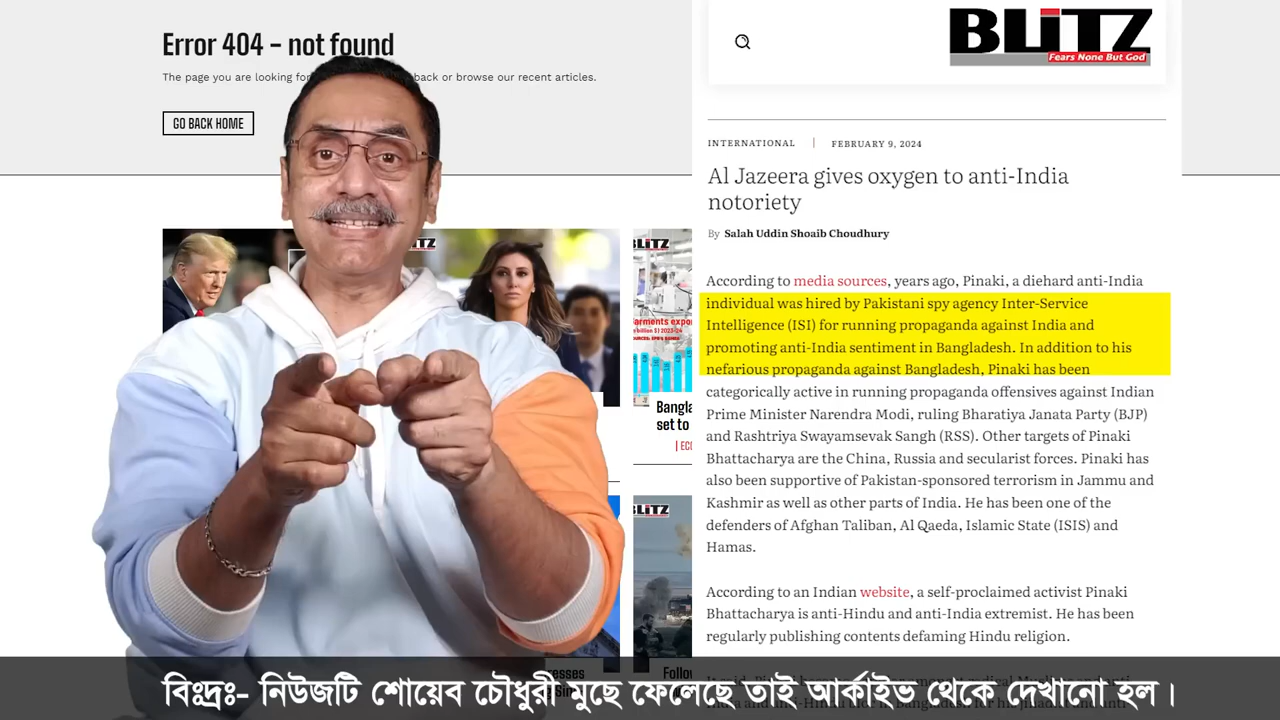 Error 404 - not found
The page you are looking for back or browse our recent articles.
GO BACK HOME
BLiTZ
Fears None But God
INTERNATIONAL | FEBRUARY 9, 2024
Al Jazeera gives oxygen to anti-India
notoriety
By Salah Uddin Shoaib Choudhury
According to media sources, years ago, Pinaki, a diehard anti-India
individual was hired by Pakistani spy agency Inter-Service
Intelligence (ISI) for running propaganda against India and
promoting anti-India sentiment in Bangladesh. In addition to his
nefarious propaganda against Bangladesh, Pinaki has been
categorically active in running propaganda offensives against Indian
Prime Minister Narendra Modi, ruling Bharatiya Janata Party (BJP)
and Rashtriya Swayamsevak Sangh (RSS). Other targets of Pinaki
Bhattacharya are the China, Russia and secularist forces. Pinaki has
also been supportive of Pakistan-sponsored terrorism in Jammu and
Kashmir as well as other parts of India. He has been one of the
defenders of Afghan Taliban, Al Qaeda, Islamic State (ISIS) and
Hamas.
According to an Indian website, a self-proclaimed activist Pinaki
Bhattacharya is anti-Hindu and anti-India extremist. He has been
regularly publishing contents defaming Hindu religion.
BLITZ
set to
বিঃদ্রঃ- নিউজটি শোয়েব চৌধুরী মুছে ফেলেছে তাই আর্কাইভ থেকে দেখানো হল।